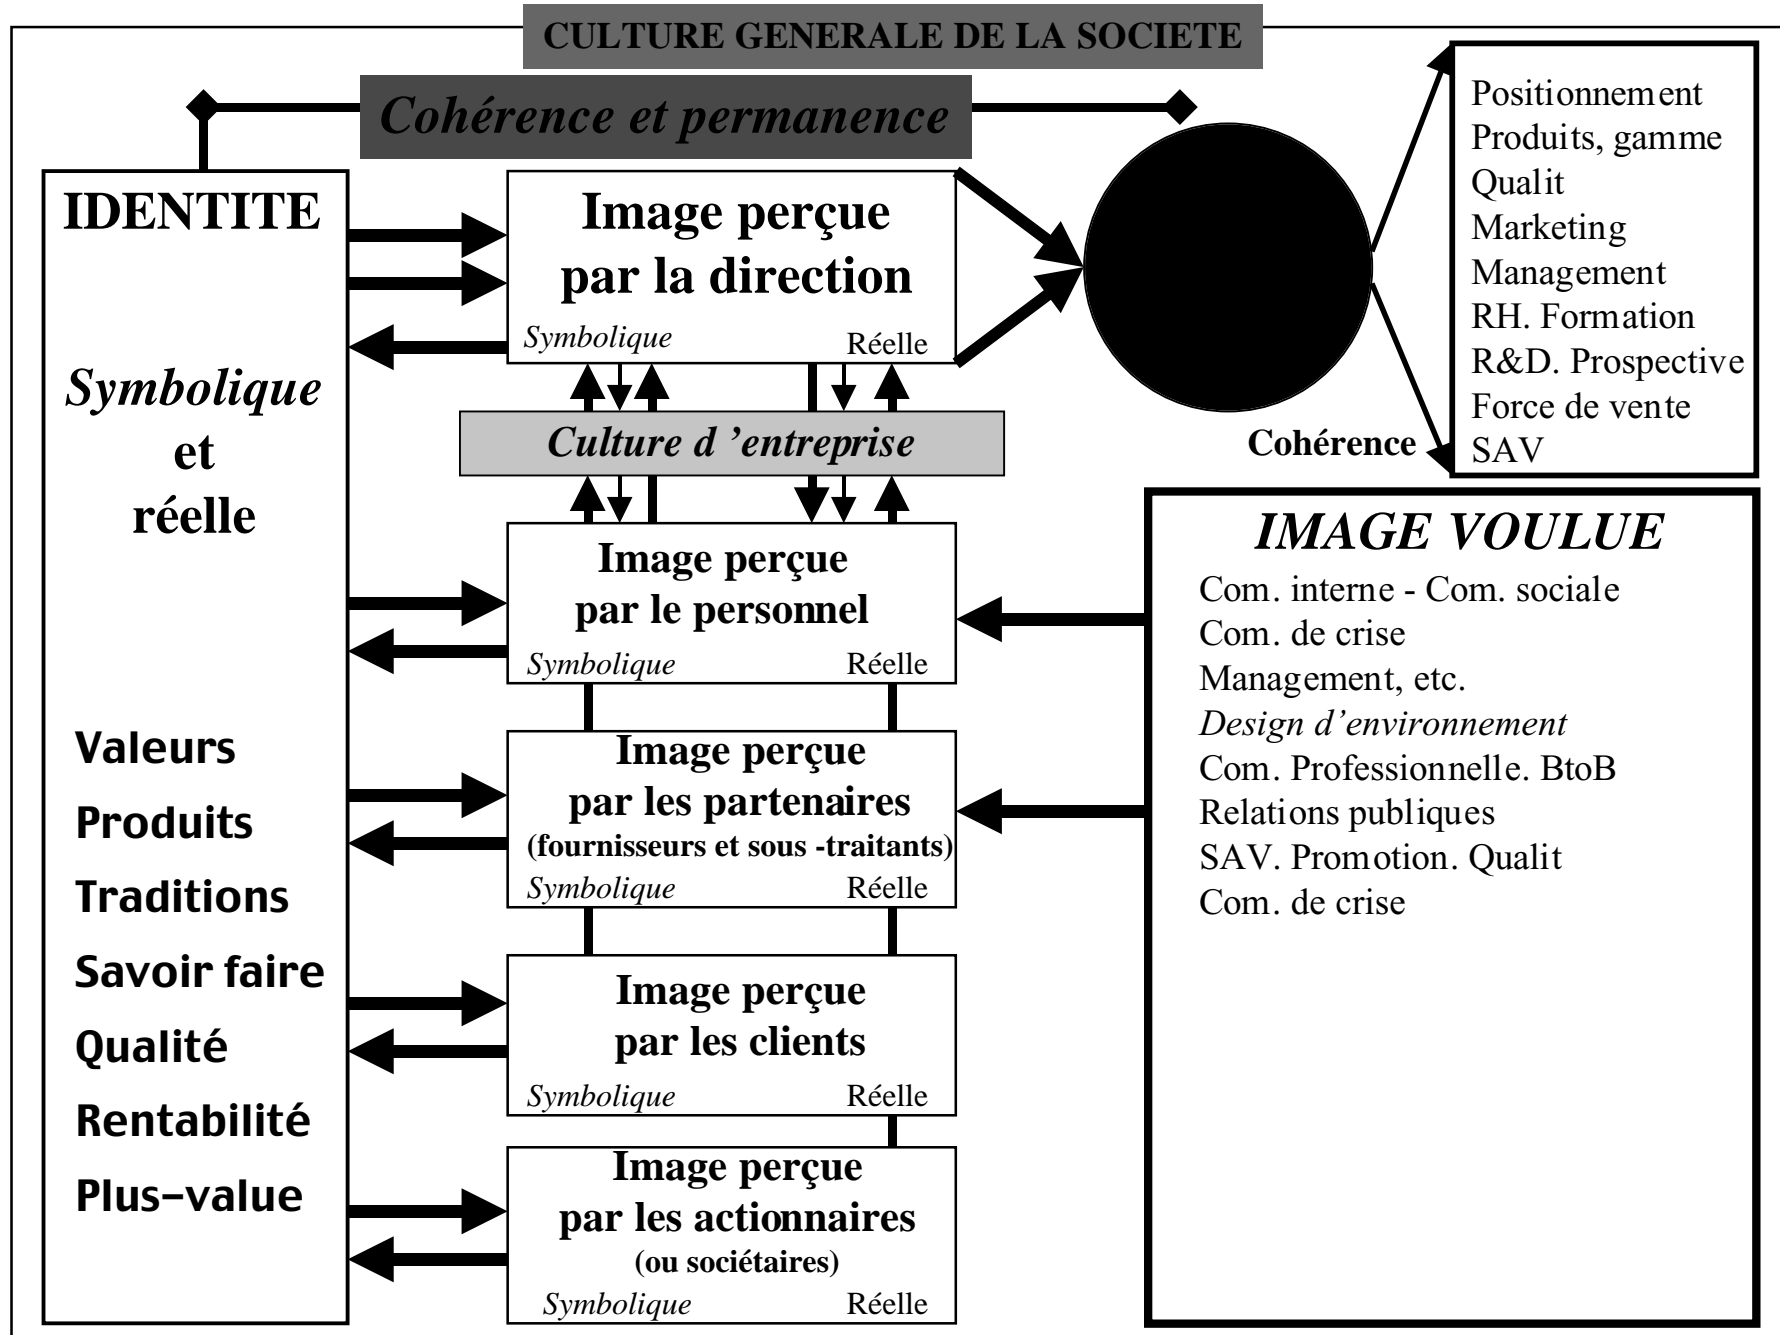 CULTURE GENERALE DE LA SOCIETE
Cohérence et permanence
IDENTITE
Symbolique
et
réelle
Valeurs
Produits
Traditions
Savoir faire
Qualité
Rentabilité
Plus-value
Image perçue
par la direction
Symbolique Réelle
Culture d ’entreprise
Image perçue
par le personnel
Symbolique Réelle
Image perçue
par les partenaires
(fournisseurs et sous -traitants)
Symbolique Réelle
Image perçue
par les clients
Symbolique Réelle
Image perçue
par les actionnaires
(ou sociétaires)
Symbolique Réelle
Positionnement
Produits, gamme
Qualit
Marketing
Management
RH. Formation
R&D. Prospective
Force de vente
SAV
Cohérence
IMAGE VOULUE
Com. interne - Com. sociale
Com. de crise
Management, etc.
Design d’environnement
Com. Professionnelle. BtoB
Relations publiques
SAV. Promotion. Qualit
Com. de crise